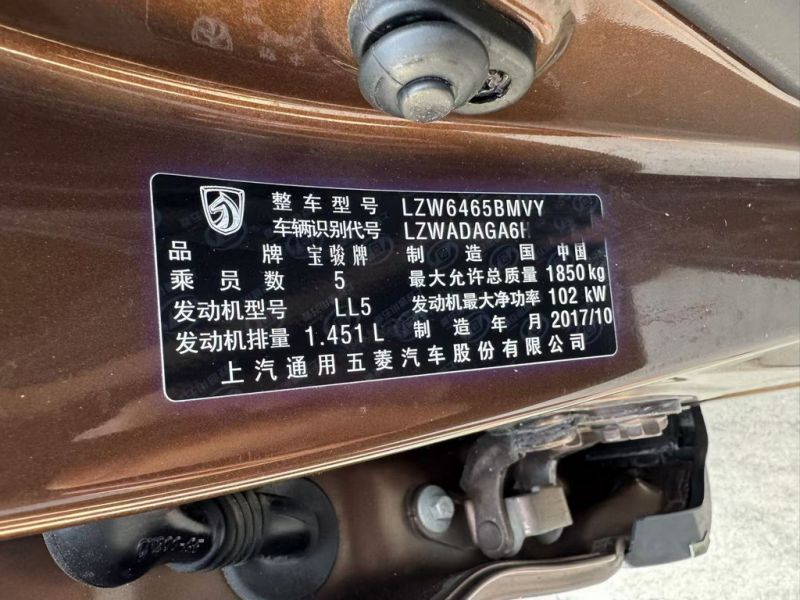 整车型号 LZW6465BMVY
车辆识别代号 LZWADAGA6H
品牌 宝骏牌 制造国 中国
乘员数 5 最大允许总质量 1850kg
发动机型号 LL5 发动机最大净功率 102 kW
发动机排量 1.451 L 制造年月 2017/10
上汽通用五菱汽车股份有限公司